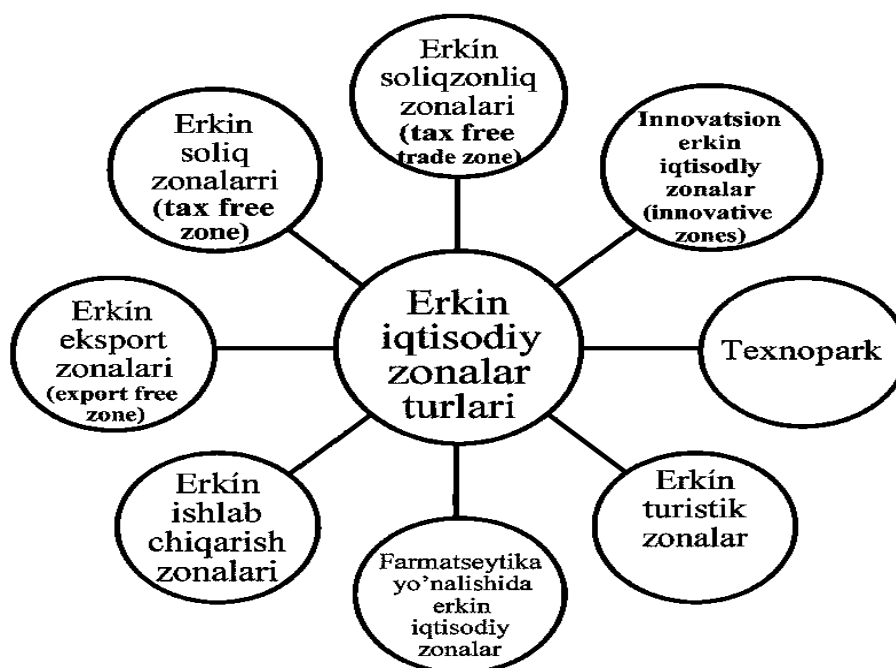 Erkín
soliqzonliq
zonalari
(tax free
trade zone)
Innovatsion
erkin
iqtisodly
zonalar
(innovative
zones)
Erkin
soliq
zonalarri
(tax free
zone)
Erkín
eksport
zonalari
(export free
zone)
Erkin
iqtisodiy
zonalar
turlari
Texnopark
Erkín
ishlab
chiqarish
zonalari
Farmatseytika
yo’nalishida
erkin
iqtisodiy
zonalar
Erkín
turistik
zonalar